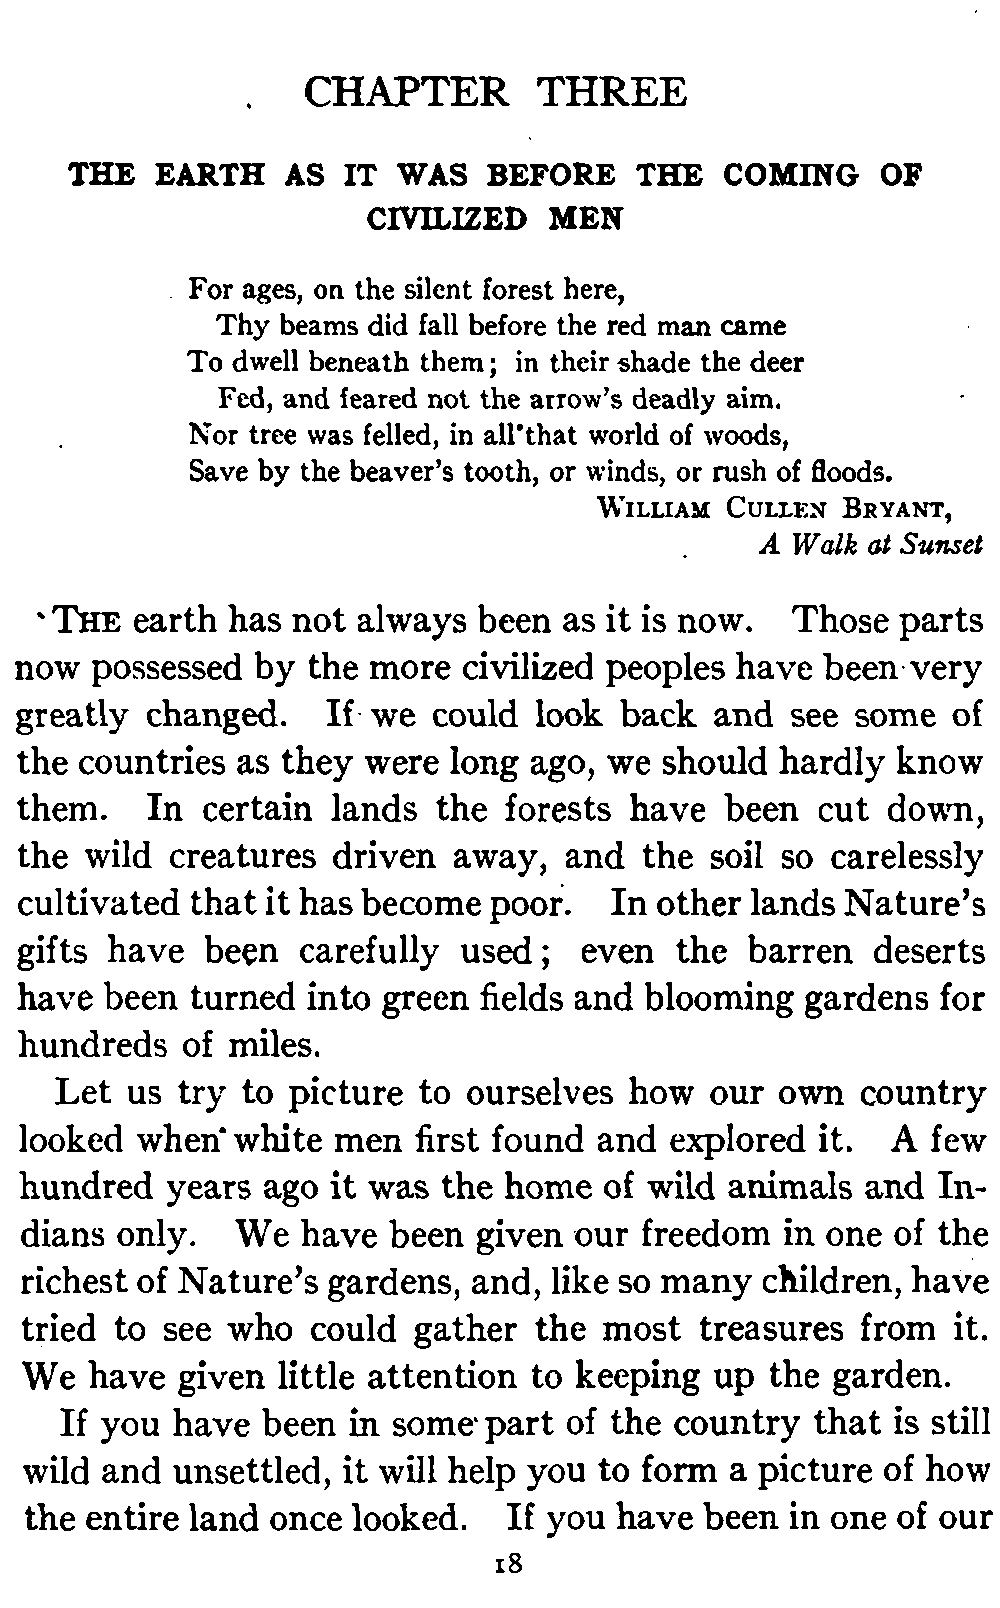 CHAPTER THREE
THE EARTH AS IT WAS BEFORE THE COMING OF
CIVILIZED MEN
For ages, on the silent forest here,
Thy beams did fall before the red man came
To dwell beneath them; in their shade the deer
Fed, and feared not the arrow's deadly aim.
Nor tree was felled, in all that world of woods,
Save by the beaver's tooth, or winds, or rush of floods.
WILLIAM CULLEN BRYANT,
A Walk at Sunset
THE earth has not always been as it is now. Those parts
now possessed by the more civilized peoples have been very
greatly changed. If we could look back and see some of
the countries as they were long ago, we should hardly know
them. In certain lands the forests have been cut down,
the wild creatures driven away, and the soil so carelessly
cultivated that it has become poor. In other lands Nature's
gifts have been carefully used; even the barren deserts
have been turned into green fields and blooming gardens for
hundreds of miles.
Let us try to picture to ourselves how our own country
looked when white men first found and explored it. A few
hundred years ago it was the home of wild animals and In-
dians only. We have been given our freedom in one of the
richest of Nature's gardens, and, like so many children, have
tried to see who could gather the most treasures from it.
We have given little attention to keeping up the garden.
If you have been in some part of the country that is still
wild and unsettled, it will help you to form a picture of how
the entire land once looked. If you have been in one of our
18